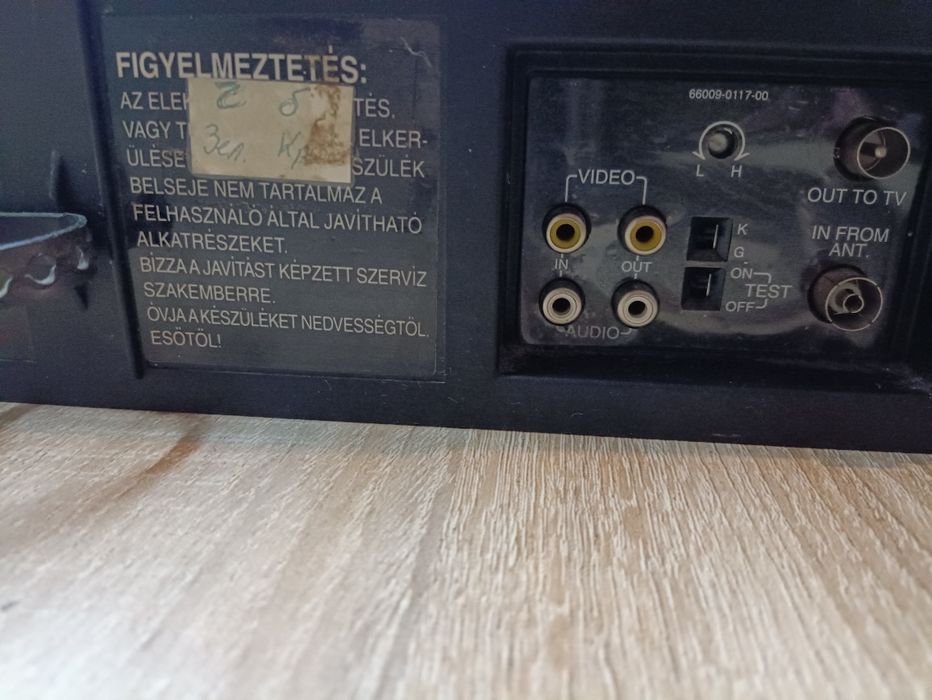 FIGYELMEZTETÉS:
AZ ELEK TÉS,
VAGY T ELKER-
ÜLÉSE SZÜLÉK
BELSEJE NEM TARTALMAZ A
FELHASZNÁLÓ ÁLTAL JAVÍTHATÓ
ALKATRÉSZEKET.
BÍZZA A JAVÍTÁST KÉPZETT SZERVÍZ
SZAKEMBERRE.
ÓVJA A KÉSZÜLÉKET NEDVESSÉGTŐL.
ESŐTŐL!
Зел.
66009-0117-00
L H
OUT TO TV
VIDEO
IN FROM
ANT.
K
G
IN OUT
ON
TEST
OFF
AUDIO